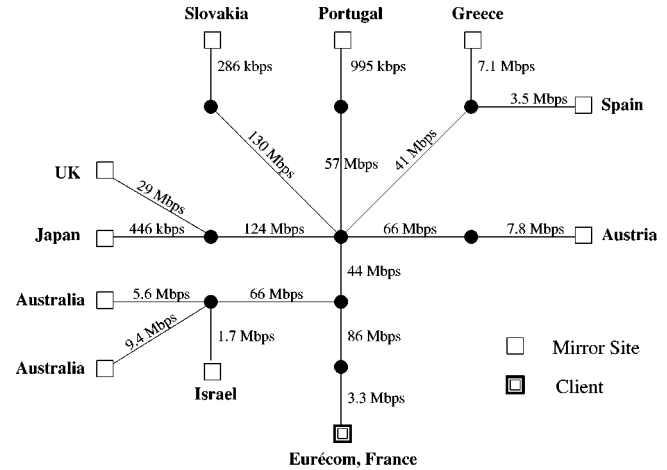 Slovakia
Portugal
Greece
286 kbps
995 kbps
7.1 Mbps
3.5 Mbps
Spain
130 Mbps
57 Mbps
41 Mbps
UK
29 Mbps
Japan
446 kbps
124 Mbps
66 Mbps
7.8 Mbps
Austria
44 Mbps
Australia
5.6 Mbps
66 Mbps
9.4 Mbps
1.7 Mbps
86 Mbps
Mirror Site
Australia
Israel
Client
3.3 Mbps
Eurécom, France